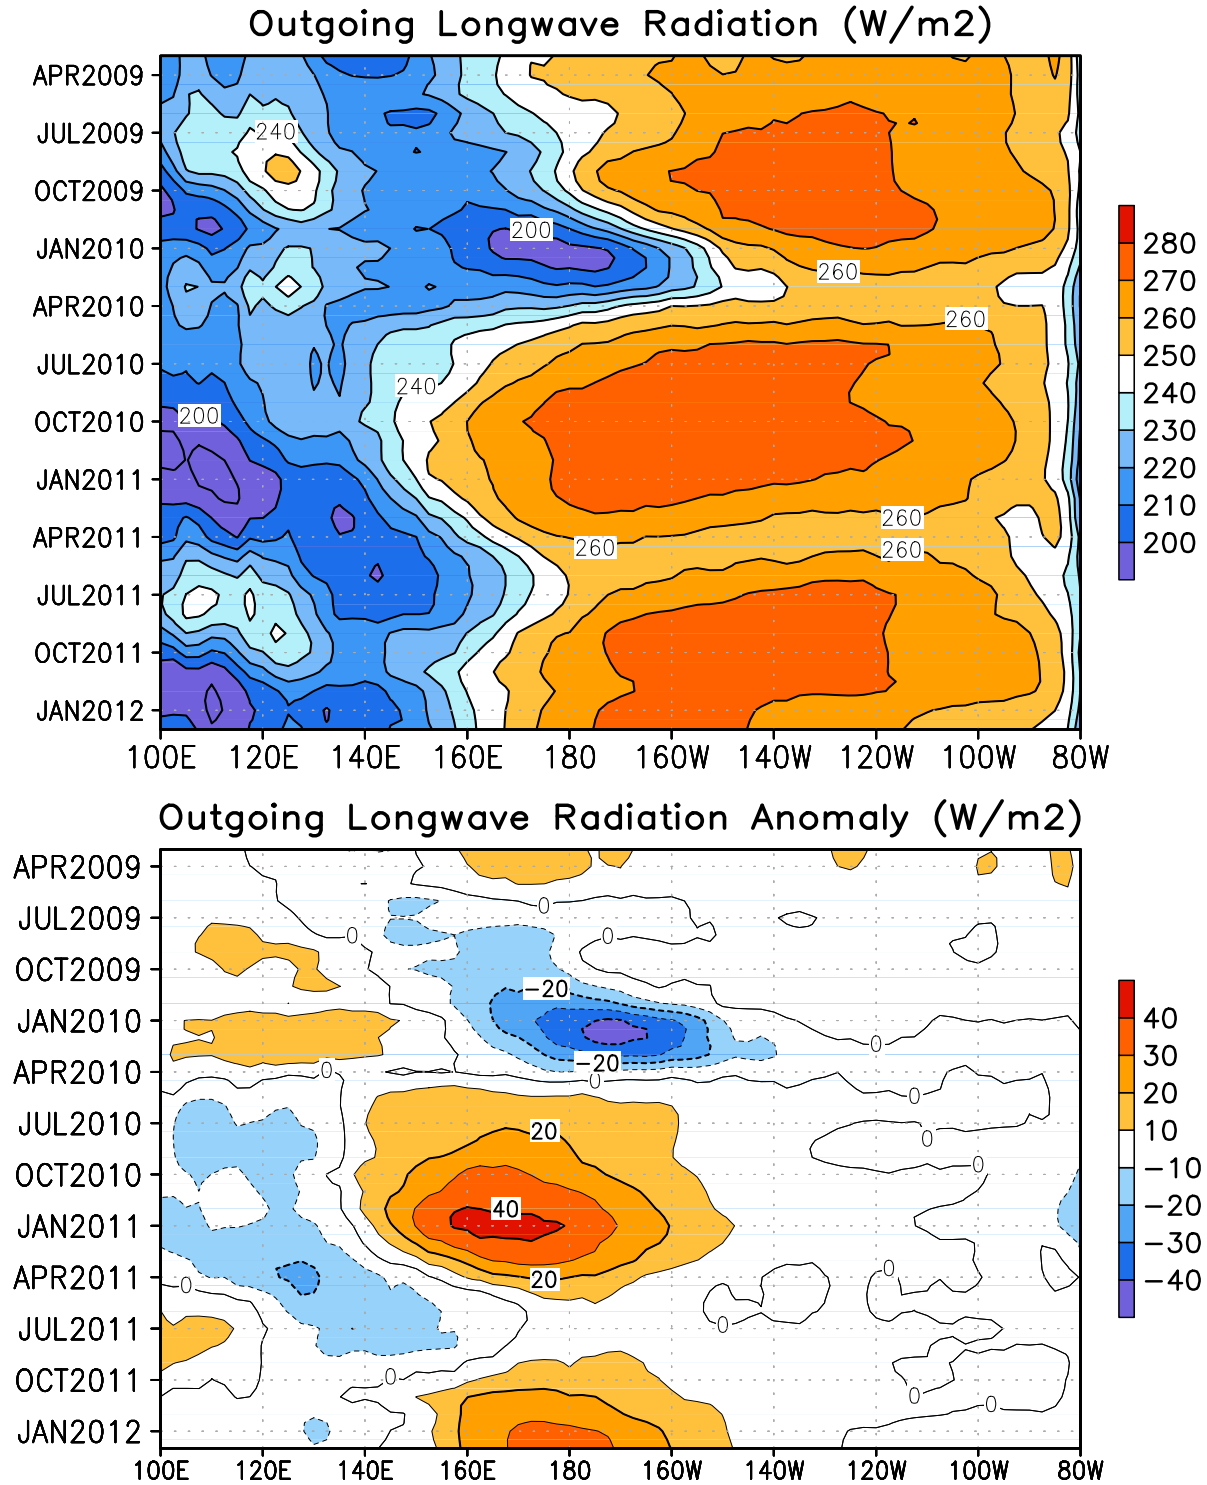 Outgoing Longwave Radiation (W/m2)
APR2009
JUL2009
OCT2009
JAN2010
APR2010
JUL2010
OCT2010
JAN2011
APR2011
JUL2011
OCT2011
JAN2012
240
200
260
260
240
200
260
260
260
100E 120E 140E 160E 180 160W 140W 120W 100W 80W
280
270
260
250
240
230
220
210
200
Outgoing Longwave Radiation Anomaly (W/m2)
APR2009
JUL2009
OCT2009
JAN2010
APR2010
JUL2010
OCT2010
JAN2011
APR2011
JUL2011
OCT2011
JAN2012
0
0
0
-20
0
-20
0
0
0
20
0
0
40
0
20
0
0
0
0
0
100E 120E 140E 160E 180 160W 140W 120W 100W 80W
40
30
20
10
-10
-20
-30
-40